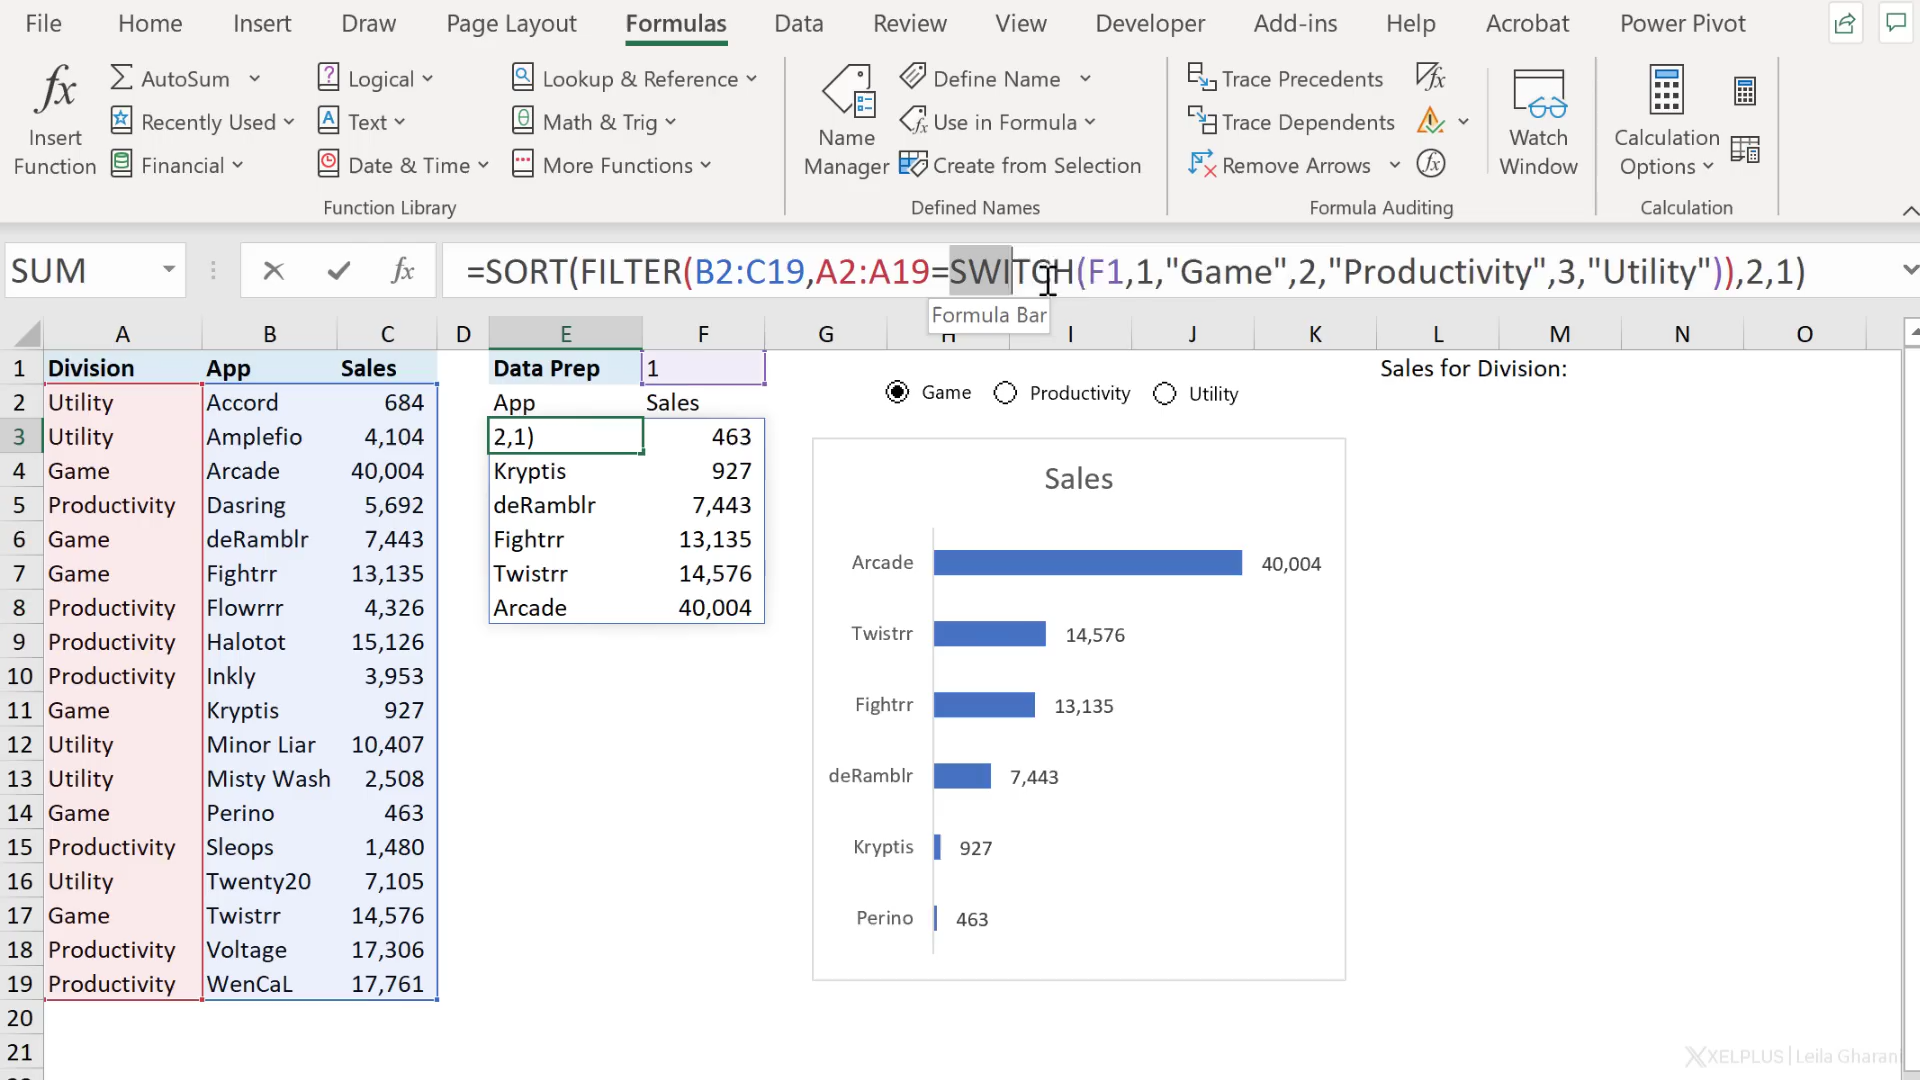 File Home Insert Draw Page Layout Formulas Data Review View Developer Add-ins Help Acrobat Power Pivot
fx AutoSum Logical Lookup & Reference Define Name Trace Precedents
Recently Used Text Math & Trig Use in Formula Trace Dependents
Insert Function Financial Date & Time More Functions Name Manager Create from Selection Remove Arrows Watch Window Calculation Options
Function Library Defined Names Formula Auditing Calculation
SUM fx =SORT(FILTER(B2:C19,A2:A19=SWITCH(F1,1,"Game",2,"Productivity",3,"Utility")),2,1)
Formula Bar
A B C D E F G H I J K L M N O
1 Division App Sales Data Prep 1 Sales for Division:
Game Productivity Utility
2 Utility Accord 684 App Sales
3 Utility Amplefio 4,104 2,1) 463
4 Game Arcade 40,004 Kryptis 927
5 Productivity Dasring 5,692 deRamblr 7,443
6 Game deRamblr 7,443 Fightrr 13,135
7 Game Fightrr 13,135 Twistrr 14,576
8 Productivity Flowrrr 4,326 Arcade 40,004
9 Productivity Halotot 15,126
10 Productivity Inkly 3,953
11 Game Kryptis 927
12 Utility Minor Liar 10,407
13 Utility Misty Wash 2,508
14 Game Perino 463
15 Productivity Sleops 1,480
16 Utility Twenty20 7,105
17 Game Twistrr 14,576
18 Productivity Voltage 17,306
19 Productivity WenCaL 17,761
20
21
Sales
Arcade 40,004
Twistrr 14,576
Fightrr 13,135
deRamblr 7,443
Kryptis 927
Perino 463
XELPLUS | Leila Gharani